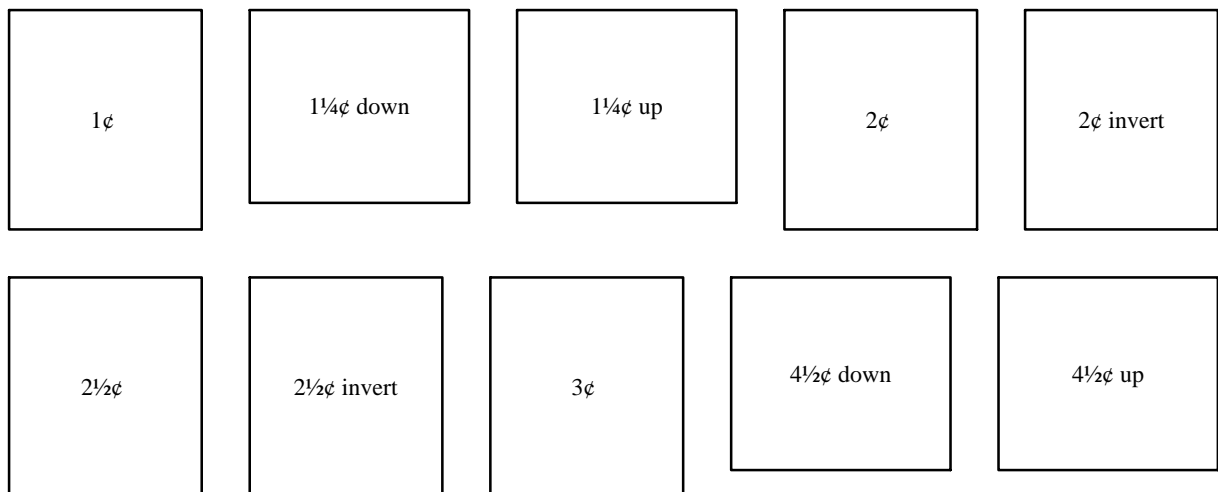 1¢
1¼¢ down
1¼¢ up
2¢
2¢ invert
2½¢
2½¢ invert
3¢
4½¢ down
4½¢ up